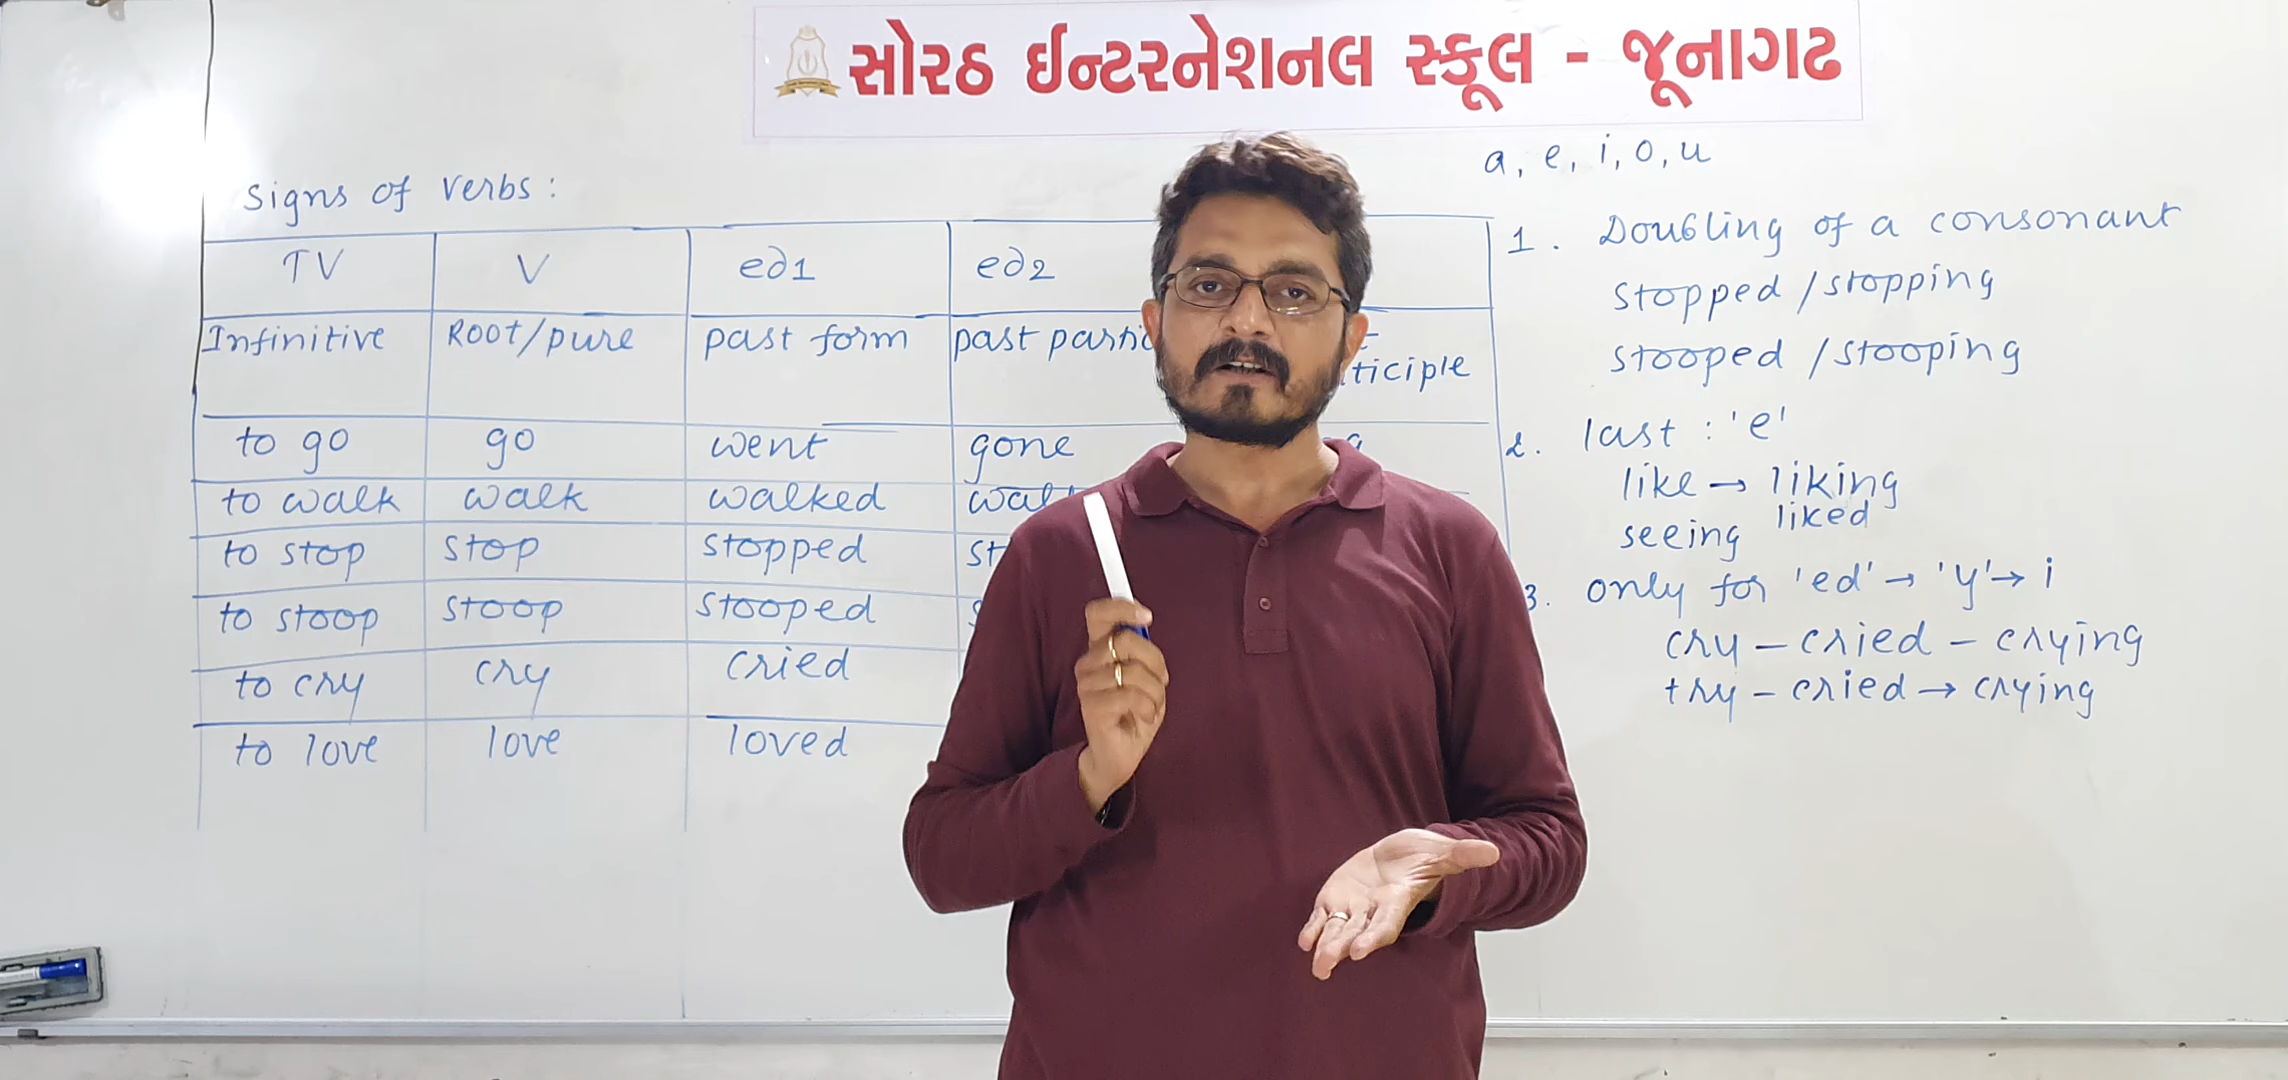 સોરઠ ઈન્ટરનેશનલ સ્કૂલ - જૂનાગઢ
a, e, i, o, u
Signs of verbs :
TV V ed1 ed2
Infinitive Root/pure past form past
to go go went gone
to walk walk walked
to stop stop stopped
to stoop stoop stooped
to cry cry cried
to love love loved
1. Doubling of a consonant
stopped / stopping
stooped / stooping
2. last : 'e'
like → liking
liked
seeing
3. only for 'ed' → 'y' → i
cry – cried – crying
try – cried → crying